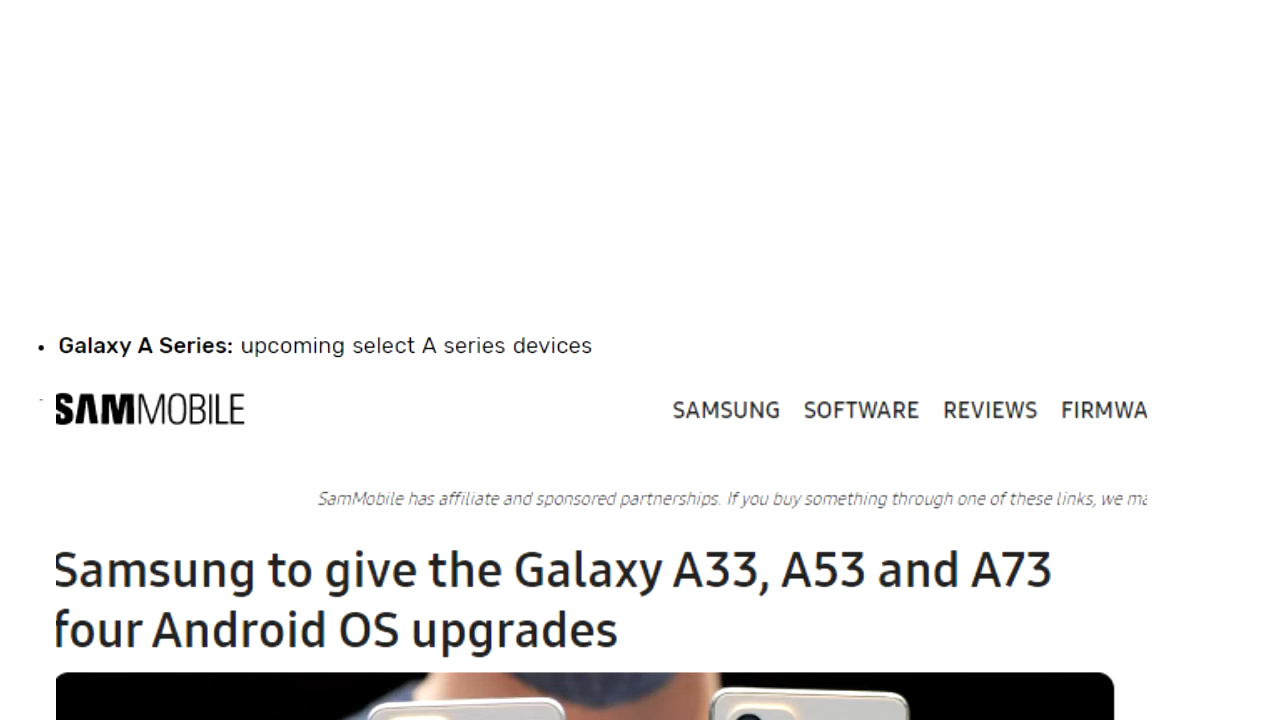 • Galaxy A Series: upcoming select A series devices
SAMMOBILE SAMSUNG SOFTWARE REVIEWS FIRMWA
SamMobile has affiliate and sponsored partnerships. If you buy something through one of these links, we ma
Samsung to give the Galaxy A33, A53 and A73
four Android OS upgrades